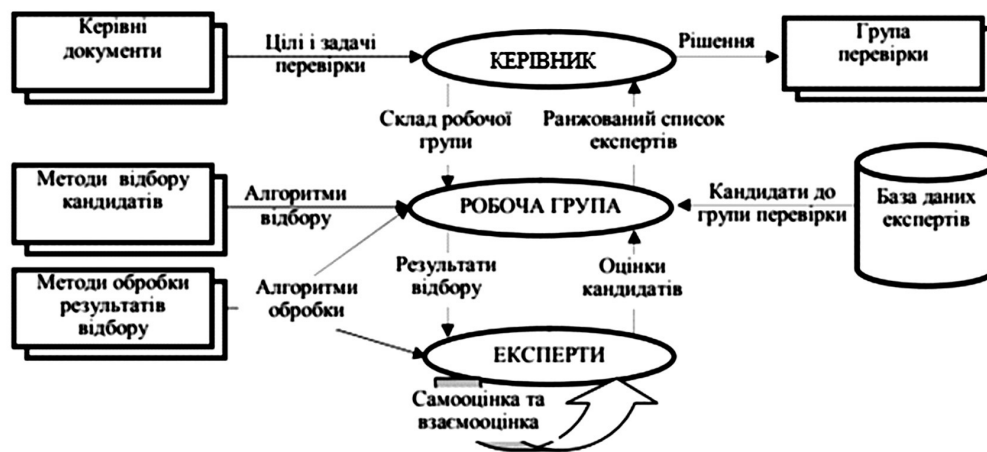 Керівні
документи
Цілі і задачі
перевірки
КЕРІВНИК
Рішення
Група
перевірки
Склад робочої
групи
Ранжований список
експертів
Методи відбору
кандидатів
Алгоритми
відбору
РОБОЧА ГРУПА
Кандидати до
групи перевірки
База даних
експертів
Методи обробки
результатів
відбору
Алгоритми
обробки
Результати
відбору
Оцінки
кандидатів
ЕКСПЕРТИ
Самооцінка та
взаємооцінка